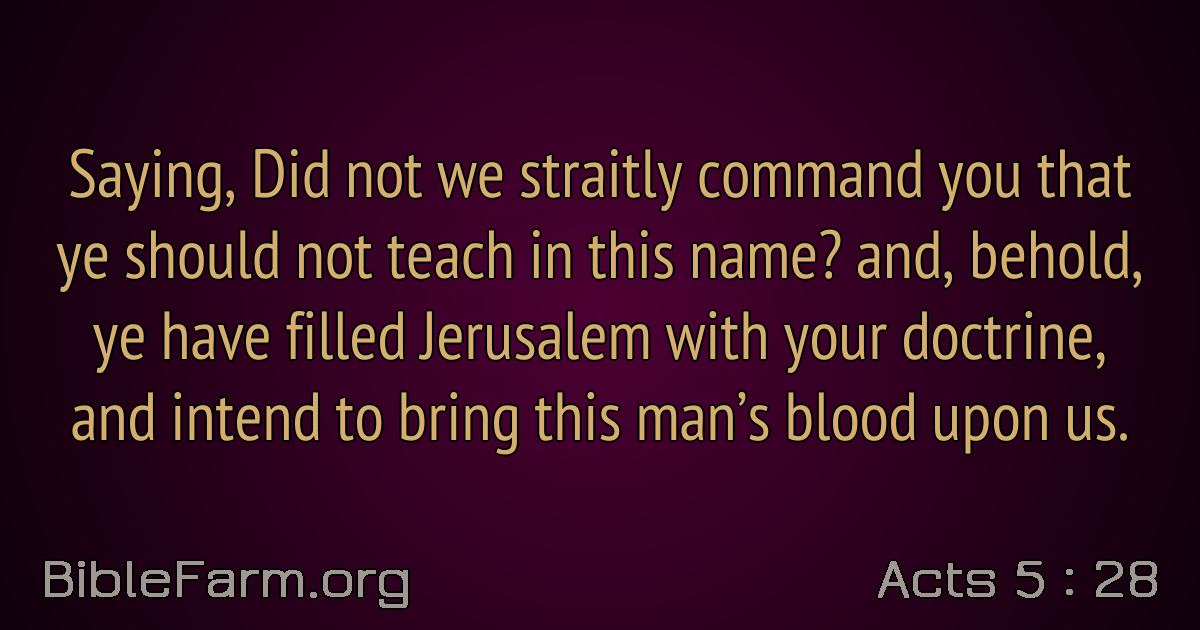 Saying, Did not we straitly command you that
ye should not teach in this name? and, behold,
ye have filled Jerusalem with your doctrine,
and intend to bring this man’s blood upon us.
BibleFarm.org
Acts 5 : 28